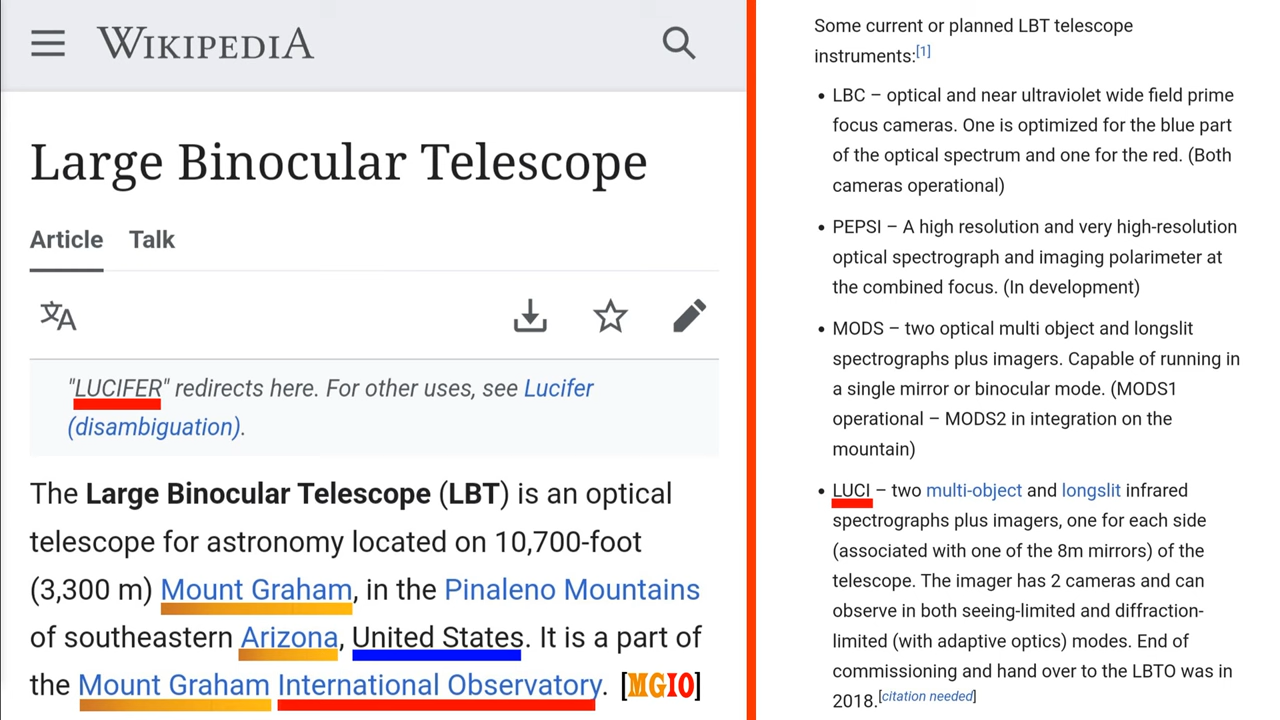 WIKIPEDIA
Large Binocular Telescope
Article Talk
文A
"LUCIFER" redirects here. For other uses, see Lucifer
(disambiguation).
The Large Binocular Telescope (LBT) is an optical
telescope for astronomy located on 10,700-foot
(3,300 m) Mount Graham, in the Pinaleno Mountains
of southeastern Arizona, United States. It is a part of
the Mount Graham International Observatory. [MGIO]
Some current or planned LBT telescope
instruments:[1]
• LBC – optical and near ultraviolet wide field prime
focus cameras. One is optimized for the blue part
of the optical spectrum and one for the red. (Both
cameras operational)
• PEPSI – A high resolution and very high-resolution
optical spectrograph and imaging polarimeter at
the combined focus. (In development)
• MODS – two optical multi object and longslit
spectrographs plus imagers. Capable of running in
a single mirror or binocular mode. (MODS1
operational – MODS2 in integration on the
mountain)
• LUCI – two multi-object and longslit infrared
spectrographs plus imagers, one for each side
(associated with one of the 8m mirrors) of the
telescope. The imager has 2 cameras and can
observe in both seeing-limited and diffraction-
limited (with adaptive optics) modes. End of
commissioning and hand over to the LBTO was in
2018.[citation needed]